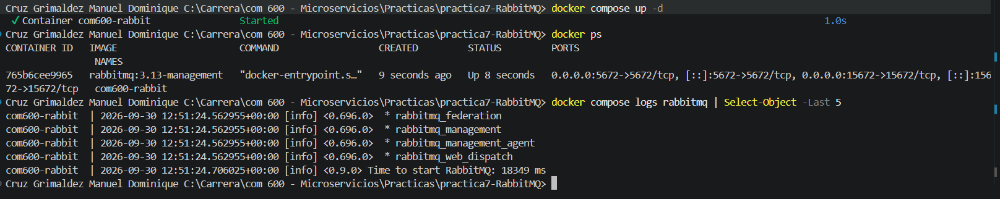 Cruz Grimaldez Manuel Dominique C:\Carrera\com 600 - Microservicios\Practicas\practica7-RabbitMQ> docker compose up -d
✓ Container com600-rabbit Started 1.0s
Cruz Grimaldez Manuel Dominique C:\Carrera\com 600 - Microservicios\Practicas\practica7-RabbitMQ> docker ps
CONTAINER ID IMAGE COMMAND CREATED STATUS PORTS
NAMES
765b6cee9965 rabbitmq:3.13-management "docker-entrypoint.s…" 9 seconds ago Up 8 seconds 0.0.0.0:5672->5672/tcp, [::]:5672->5672/tcp, 0.0.0.0:15672->15672/tcp, [::]:156
72->15672/tcp com600-rabbit
Cruz Grimaldez Manuel Dominique C:\Carrera\com 600 - Microservicios\Practicas\practica7-RabbitMQ> docker compose logs rabbitmq | Select-Object -Last 5
com600-rabbit | 2026-09-30 12:51:24.562955+00:00 [info] <0.696.0> * rabbitmq_federation
com600-rabbit | 2026-09-30 12:51:24.562955+00:00 [info] <0.696.0> * rabbitmq_management
com600-rabbit | 2026-09-30 12:51:24.562955+00:00 [info] <0.696.0> * rabbitmq_management_agent
com600-rabbit | 2026-09-30 12:51:24.562955+00:00 [info] <0.696.0> * rabbitmq_web_dispatch
com600-rabbit | 2026-09-30 12:51:24.706025+00:00 [info] <0.9.0> Time to start RabbitMQ: 18349 ms
Cruz Grimaldez Manuel Dominique C:\Carrera\com 600 - Microservicios\Practicas\practica7-RabbitMQ>